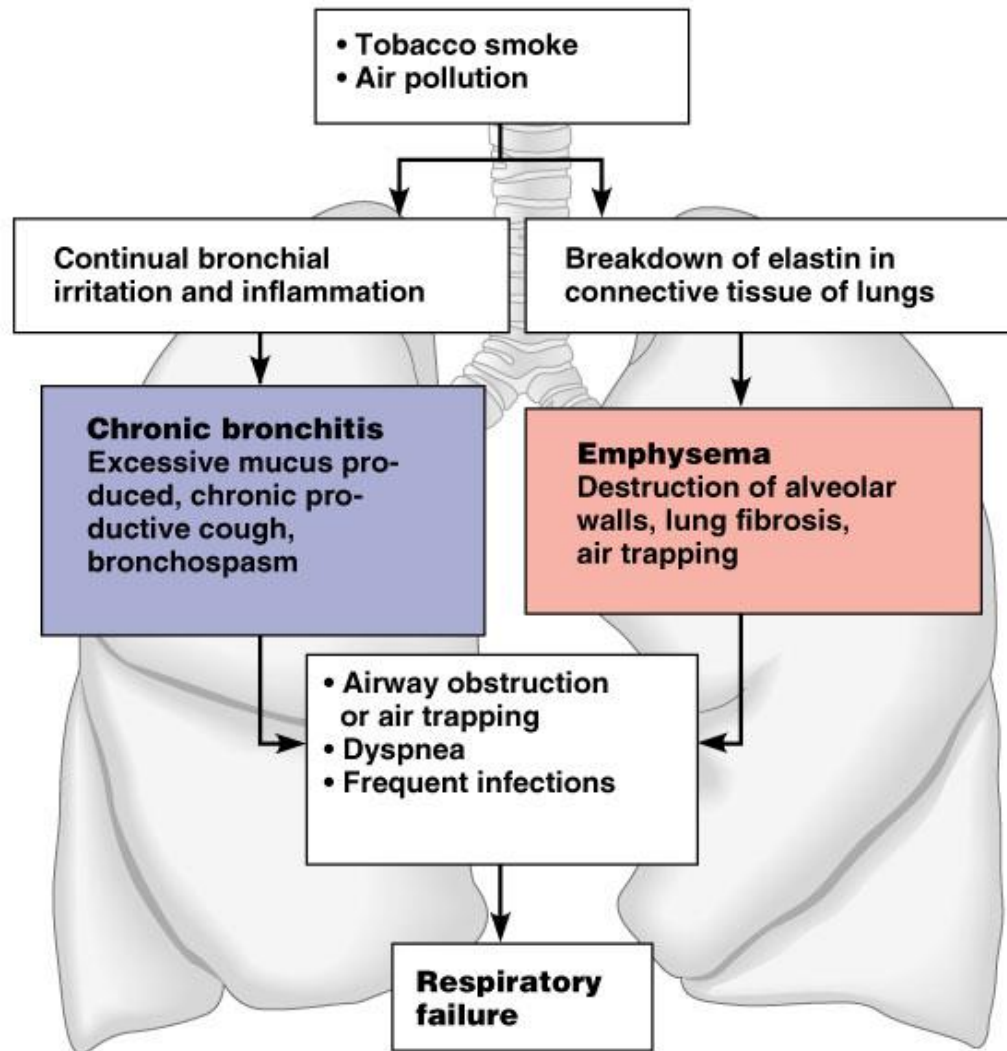 • Tobacco smoke
• Air pollution
Continual bronchial
irritation and inflammation
Breakdown of elastin in
connective tissue of lungs
Chronic bronchitis
Excessive mucus pro-
duced, chronic pro-
ductive cough,
bronchospasm
Emphysema
Destruction of alveolar
walls, lung fibrosis,
air trapping
• Airway obstruction
or air trapping
• Dyspnea
• Frequent infections
Respiratory
failure